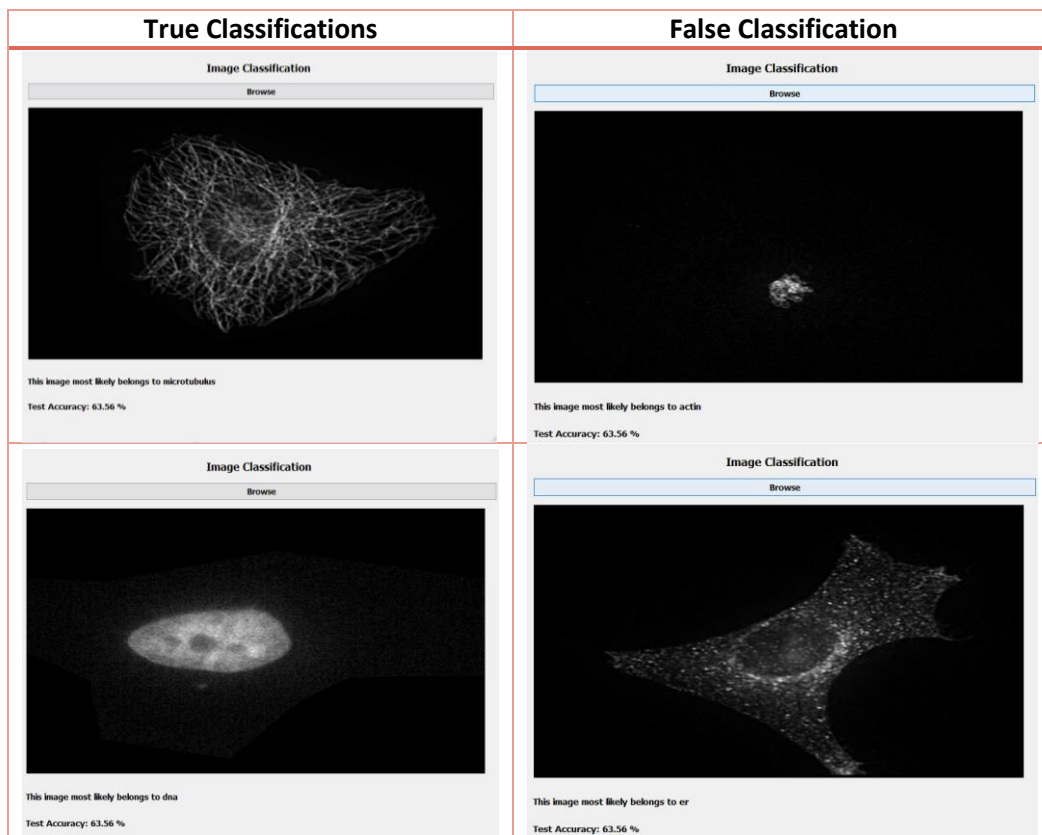 True Classifications
False Classification
Image Classification
Browse
This image most likely belongs to microtubulus
Test Accuracy: 63.56 %
Image Classification
Browse
This image most likely belongs to actin
Test Accuracy: 63.56 %
Image Classification
Browse
This image most likely belongs to dna
Test Accuracy: 63.56 %
Image Classification
Browse
This image most likely belongs to er
Test Accuracy: 63.56 %